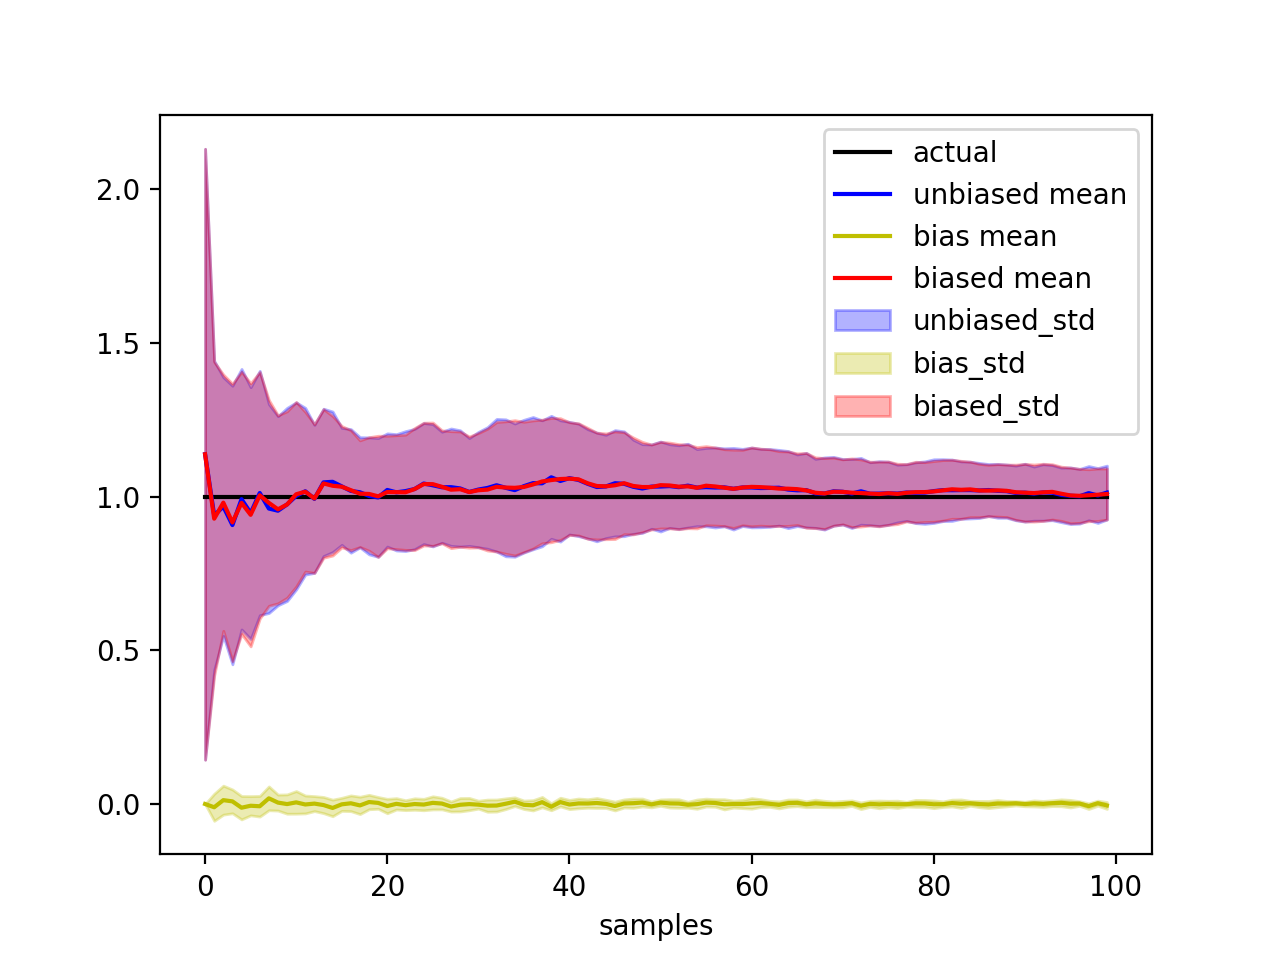 actual
unbiased mean
bias mean
biased mean
unbiased_std
bias_std
biased_std
2.0
1.5
1.0
0.5
0.0
0 20 40 60 80 100
samples